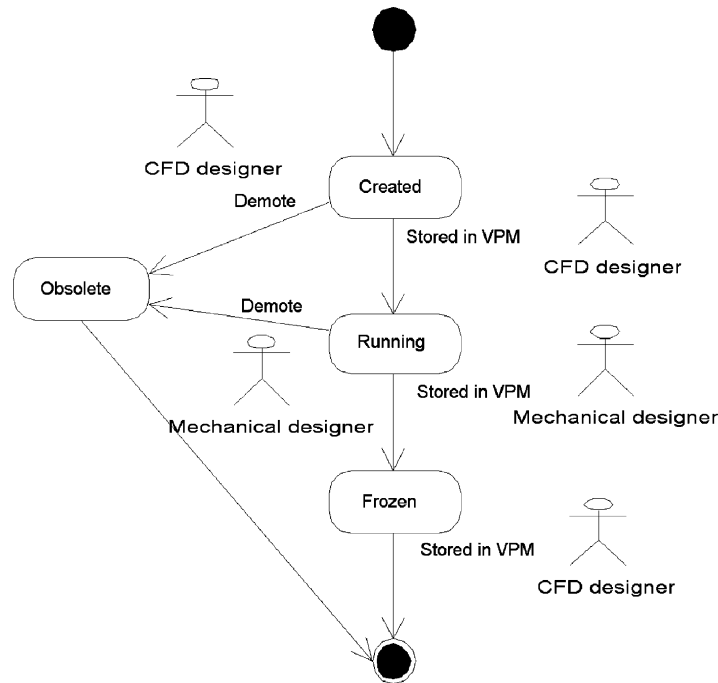 CFD designer
Created
Demote
Stored in VPM
CFD designer
Obsolete
Demote
Running
Stored in VPM
Mechanical designer
Mechanical designer
Frozen
Stored in VPM
CFD designer